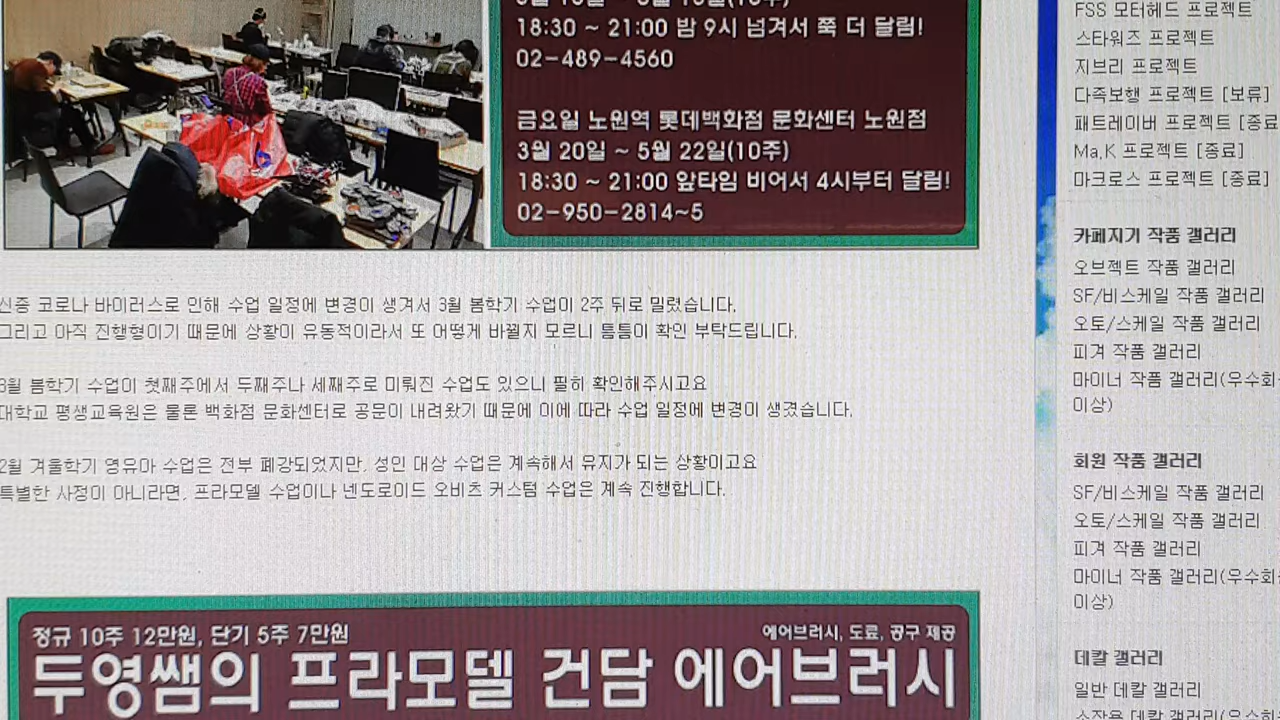 18:30 ~ 21:00 밤 9시 넘겨서 쭉 더 달림!
02-489-4560
금요일 노원역 롯데백화점 문화센터 노원점
3월 20일 ~ 5월 22일(10주)
18:30 ~ 21:00 앞타임 비어서 4시부터 달림!
02-950-2814~5
신종 코로나 바이러스로 인해 수업 일정에 변경이 생겨서 3월 봄학기 수업이 2주 뒤로 밀렸습니다.
그리고 아직 진행형이기 때문에 상황이 유동적이라서 또 어떻게 바뀔지 모르니 틈틈이 확인 부탁드립니다.
3월 봄학기 수업이 첫째주에서 두째주나 세째주로 미뤄진 수업도 있으니 필히 확인해주시고요
대학교 평생교육원은 물론 백화점 문화센터로 공문이 내려왔기 때문에 이에 따라 수업 일정에 변경이 생겼습니다.
2월 겨울학기 영유아 수업은 전부 폐강되었지만, 성인 대상 수업은 계속해서 유지가 되는 상황이고요
특별한 사정이 아니라면, 프라모델 수업이나 넨도로이드 오비츠 커스텀 수업은 계속 진행합니다.
정규 10주 12만원, 단기 5주 7만원
에어브러시, 도료, 공구 제공
두영쌤의 프라모델 건담 에어브러시
FSS 모터헤드 프로젝트
스타워즈 프로젝트
지브리 프로젝트
다족보행 프로젝트 [보류]
패트레이버 프로젝트 [종료
Ma.K 프로젝트 [종료]
마크로스 프로젝트 [종료]
카페지기 작품 갤러리
오브젝트 작품 갤러리
SF/비스케일 작품 갤러리
오토/스케일 작품 갤러리
피겨 작품 갤러리
마이너 작품 갤러리(우수회
이상)
회원 작품 갤러리
SF/비스케일 작품 갤러리
오토/스케일 작품 갤러리
피겨 작품 갤러리
마이너 작품 갤러리(우수회
이상)
데칼 갤러리
일반 데칼 갤러리